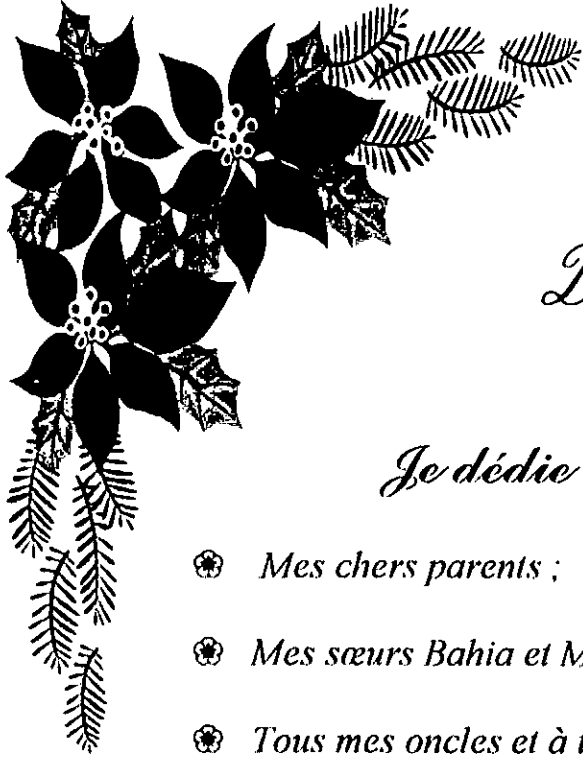 Je dédie
Mes chers parents ;
Mes sœurs Bahia et M
Tous mes oncles et à t